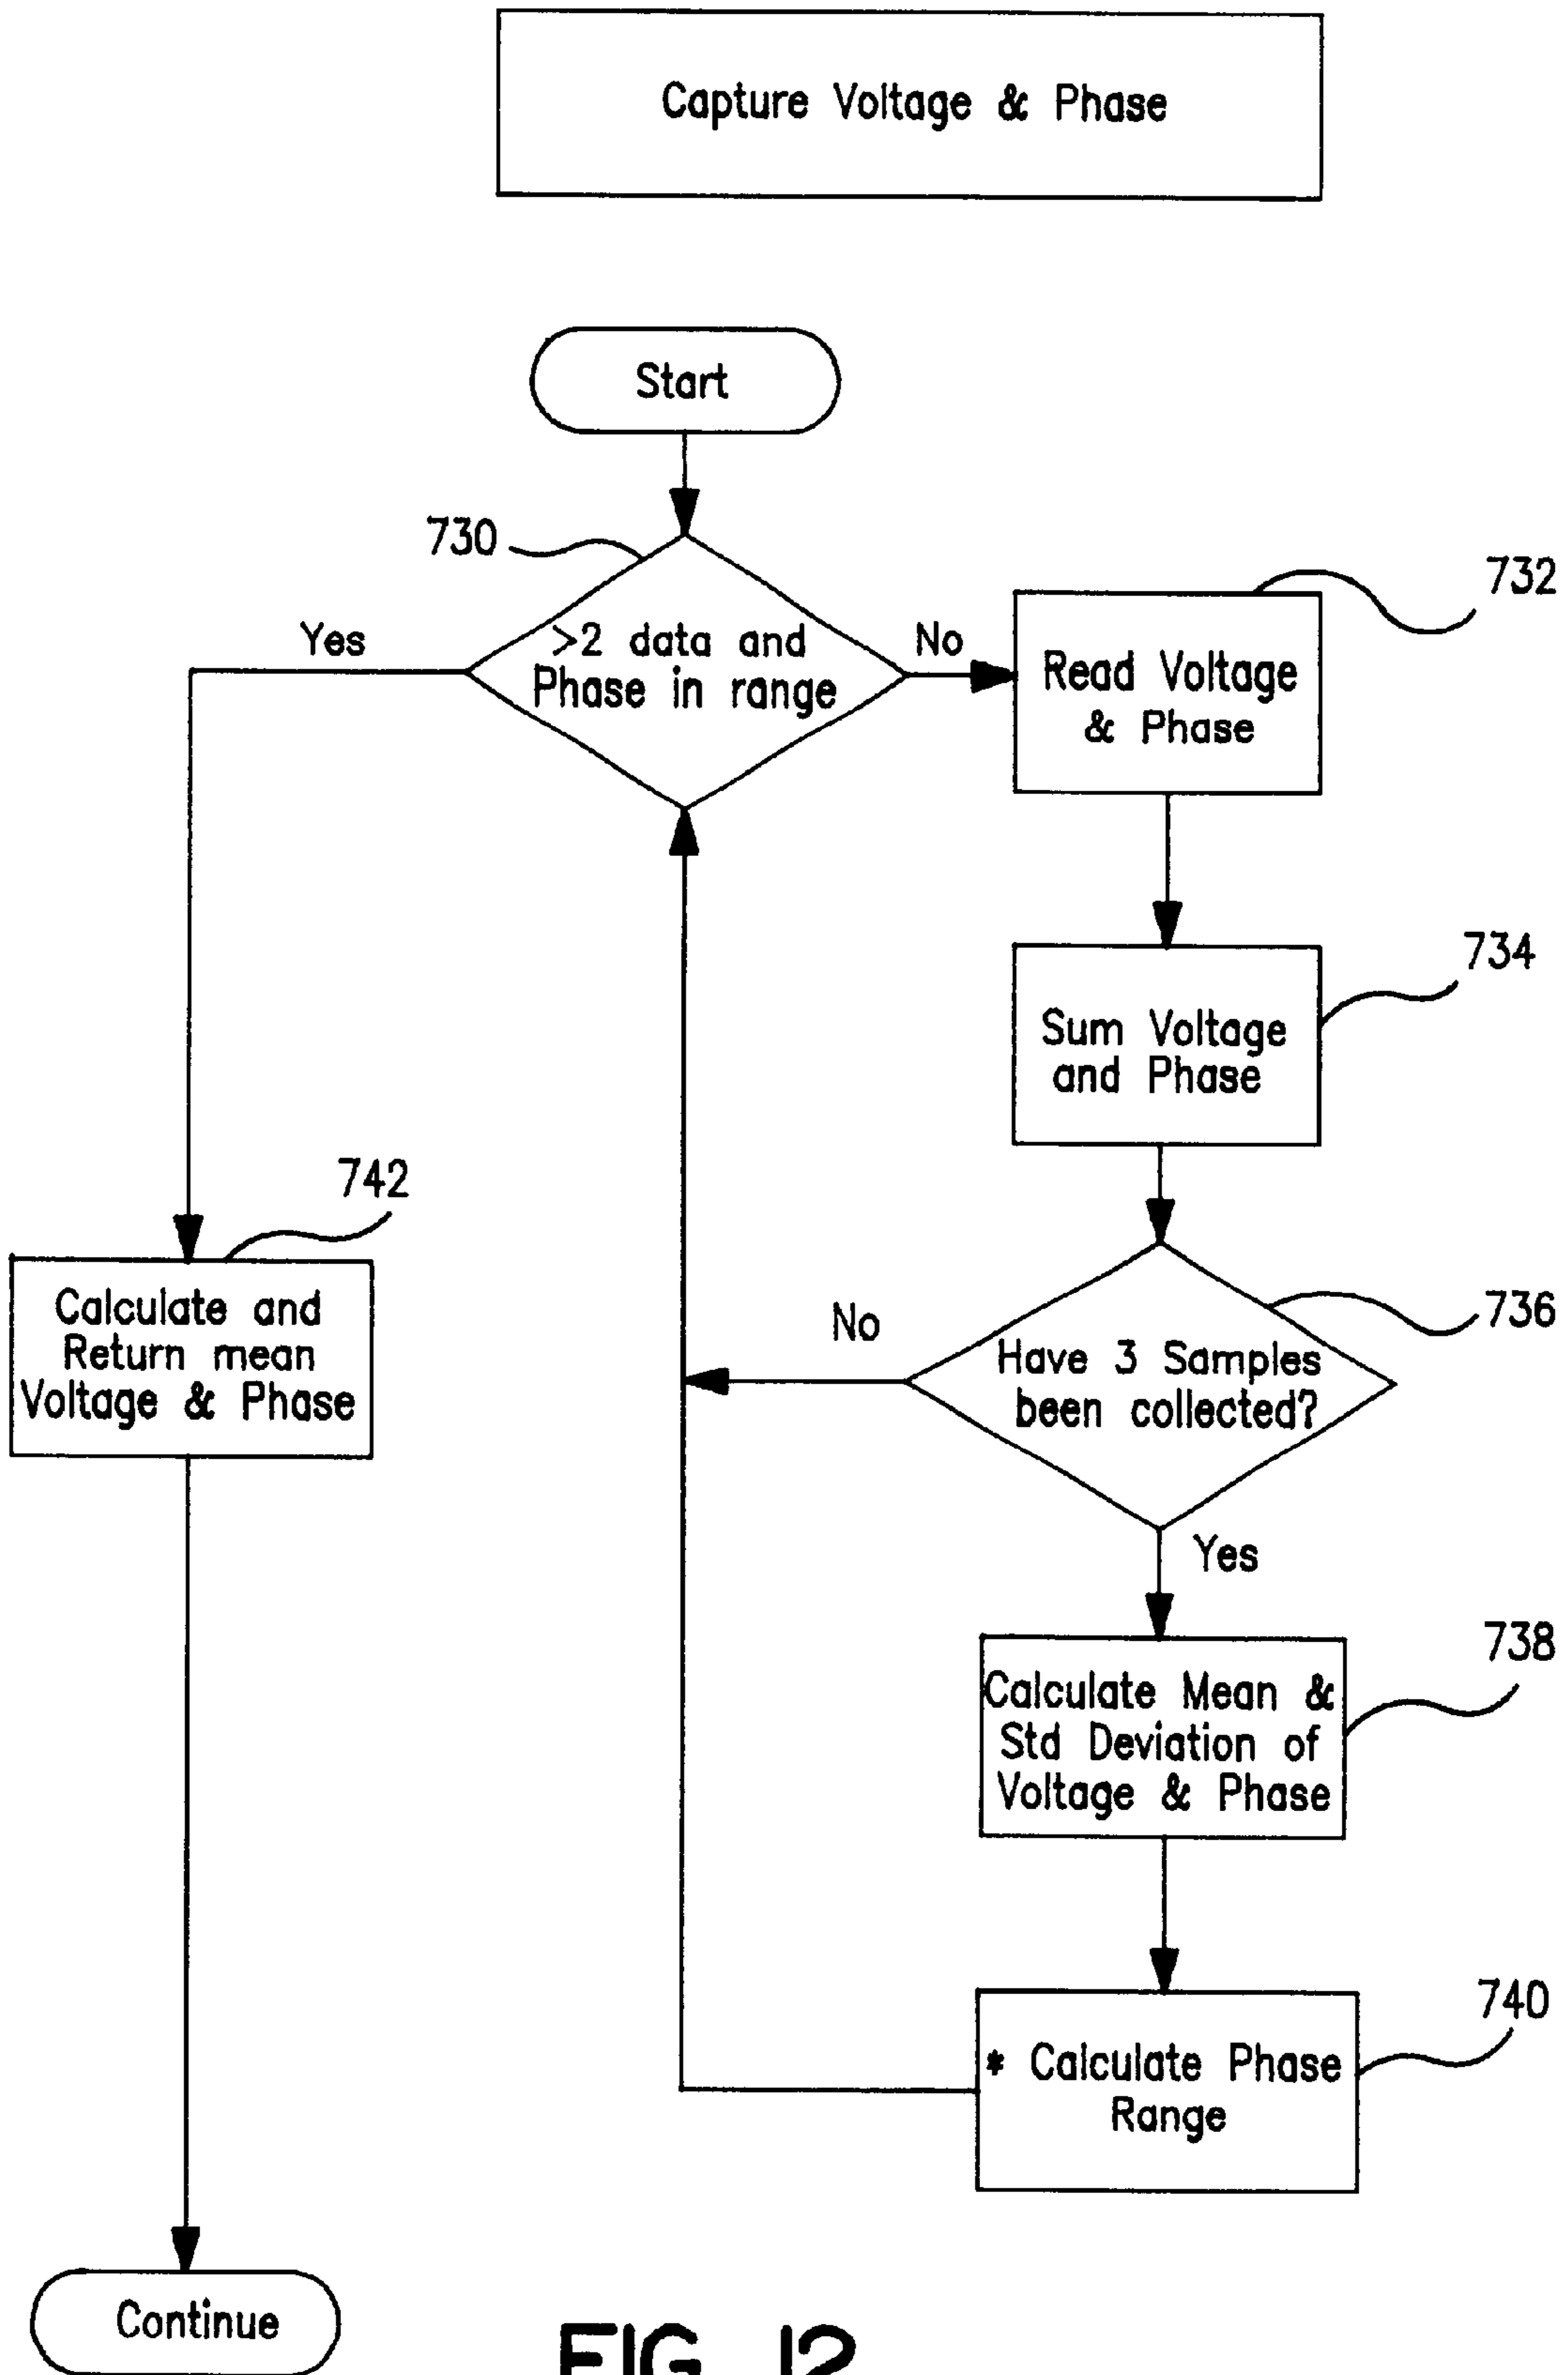 Capture Voltage & Phase
Start
730
>2 data and
Phase in range
Yes
No
732
Read Voltage
& Phase
734
Sum Voltage
and Phase
742
Calculate and
Return mean
Voltage & Phase
736
Have 3 Samples
been collected?
No
Yes
738
Calculate Mean &
Std Deviation of
Voltage & Phase
740
* Calculate Phase
Range
Continue
FIG. 12